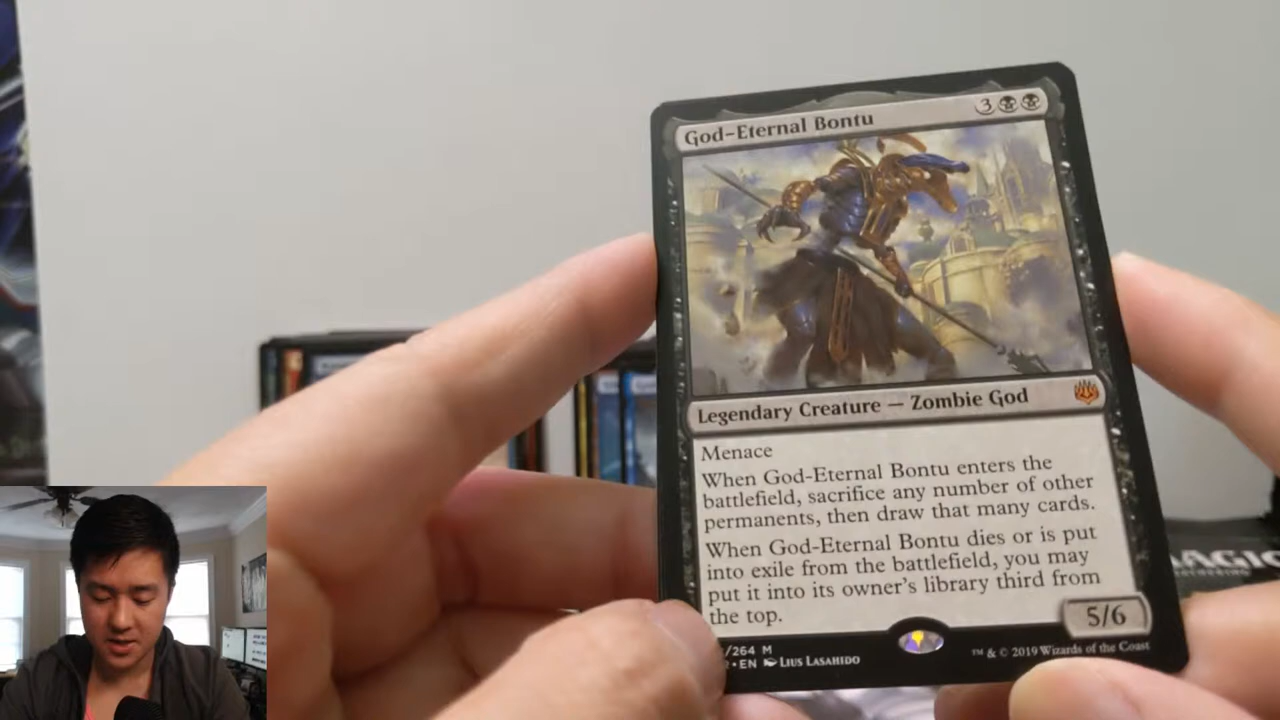 God-Eternal Bontu
3
Legendary Creature — Zombie God
Menace
When God-Eternal Bontu enters the
battlefield, sacrifice any number of other
permanents, then draw that many cards.
When God-Eternal Bontu dies or is put
into exile from the battlefield, you may
put it into its owner's library third from
the top.
5/6
/264 M
• EN Lius Lasahido
™ & © 2019 Wizards of the Coast
MAGIC